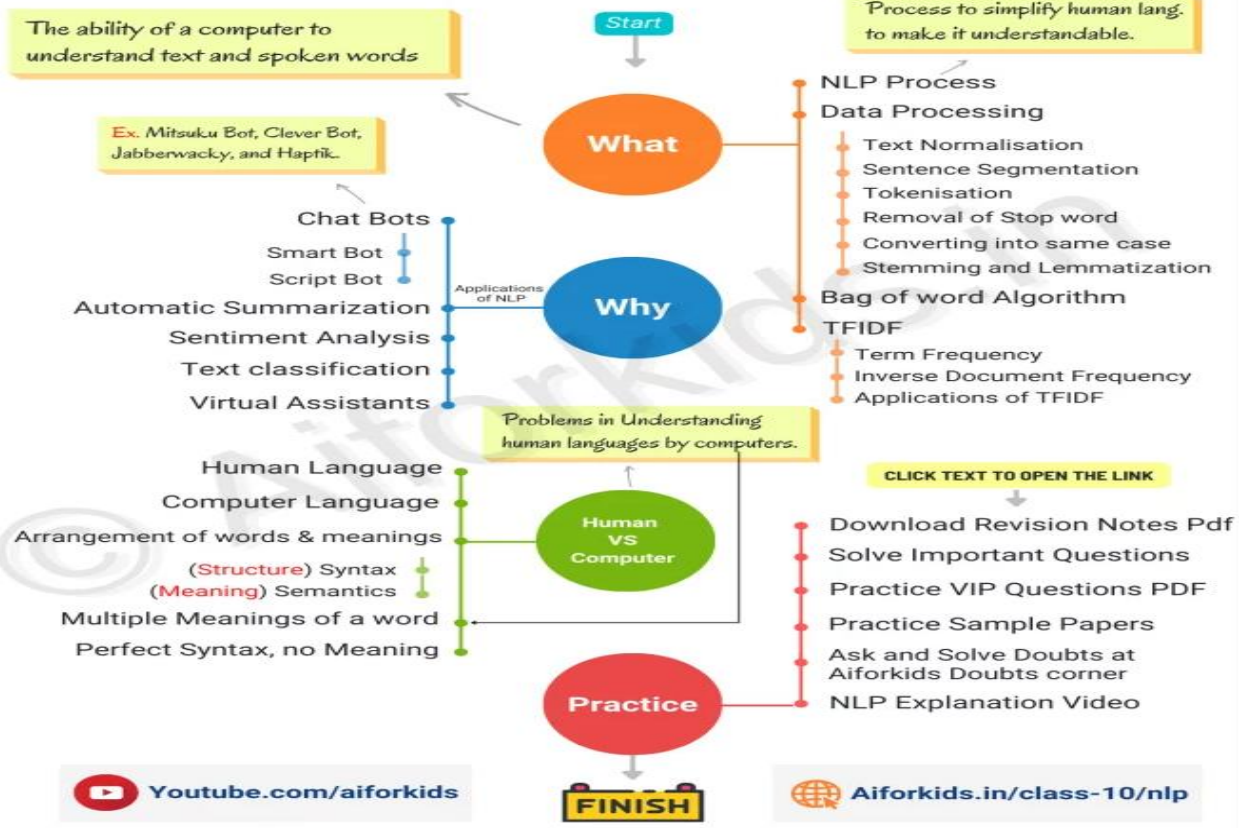 Start
The ability of a computer to
understand text and spoken words
Process to simplify human lang.
to make it understandable.
What
NLP Process
Data Processing
Text Normalisation
Sentence Segmentation
Tokenisation
Removal of Stop word
Converting into same case
Stemming and Lemmatization
Bag of word Algorithm
TFIDF
Term Frequency
Inverse Document Frequency
Applications of TFIDF
Ex. Mitsuku Bot, Clever Bot,
Jabberwacky, and Haptik.
Why
Applications
of NLP
Chat Bots
Smart Bot
Script Bot
Automatic Summarization
Sentiment Analysis
Text classification
Virtual Assistants
Problems in Understanding
human languages by computers.
Human
VS
Computer
Human Language
Computer Language
Arrangement of words & meanings
(Structure) Syntax
(Meaning) Semantics
Multiple Meanings of a word
Perfect Syntax, no Meaning
CLICK TEXT TO OPEN THE LINK
Practice
Download Revision Notes Pdf
Solve Important Questions
Practice VIP Questions PDF
Practice Sample Papers
Ask and Solve Doubts at
Aiforkids Doubts corner
NLP Explanation Video
Youtube.com/aiforkids
FINISH
Aiforkids.in/class-10/nlp
© Aiforkids.in